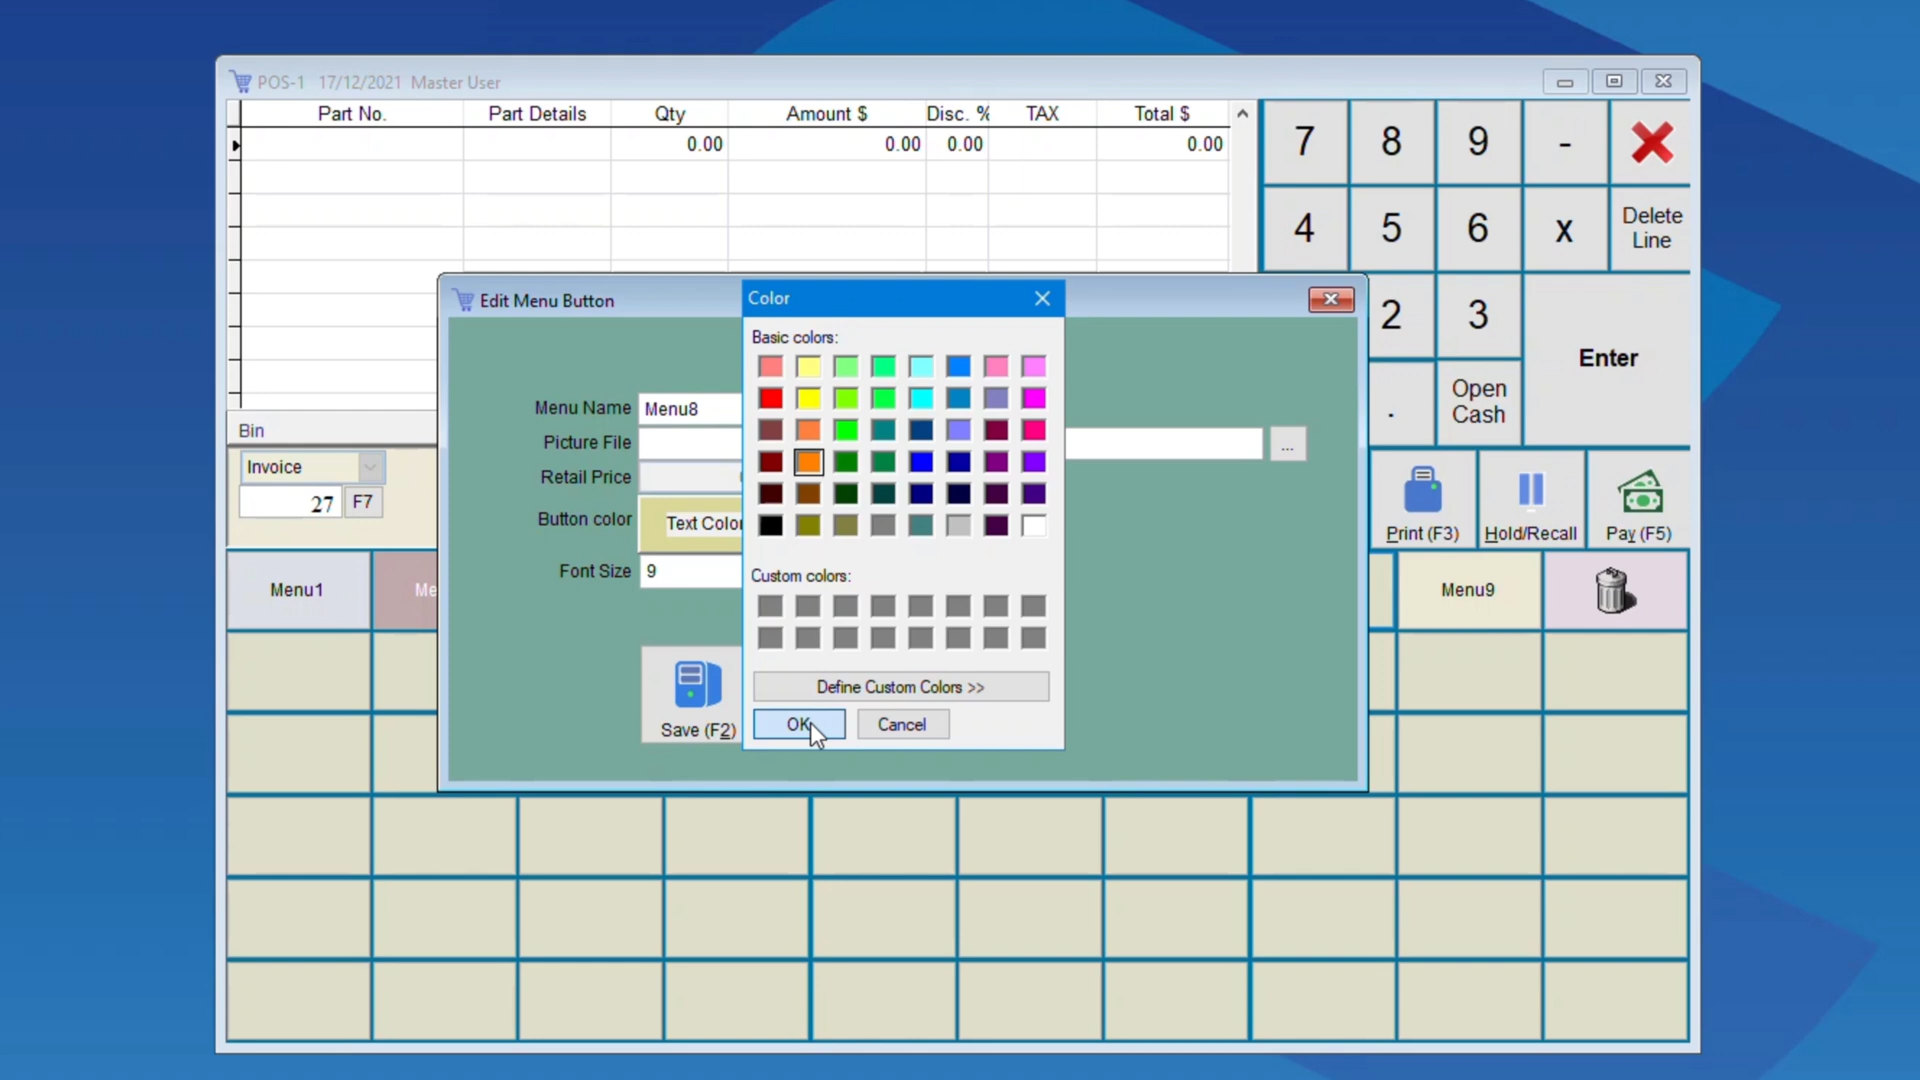 POS-1 17/12/2021 Master User
Part No. Part Details Qty Amount $ Disc. % TAX Total $
0.00 0.00 0.00 0.00
7 8 9 -
4 5 6 x Delete Line
2 3 Enter
. Open Cash
Edit Menu Button
Color
Basic colors:
Menu Name Menu8
Picture File ...
Retail Price
Button color Text Color
Font Size 9
Custom colors:
Define Custom Colors >>
OK Cancel
Save (F2)
Bin
Invoice
27 F7
Print (F3) Hold/Recall Pay (F5)
Menu1 Me Menu9